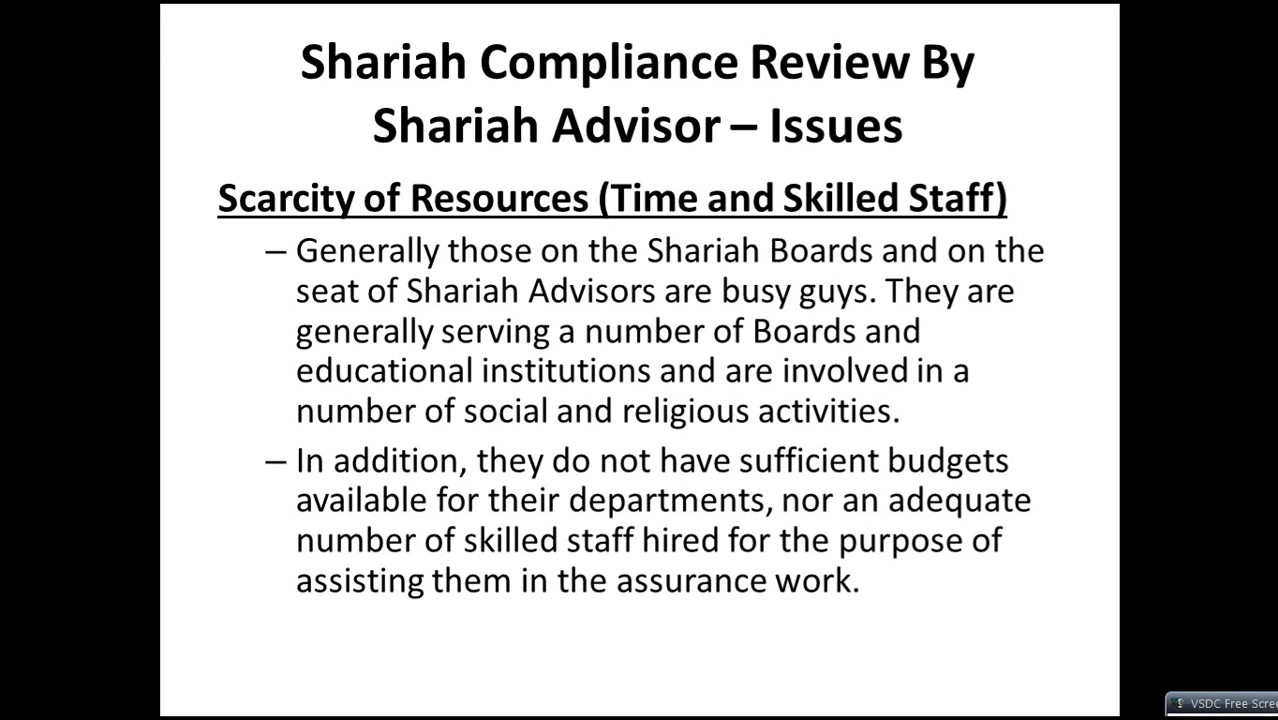 Shariah Compliance Review By
Shariah Advisor – Issues
Scarcity of Resources (Time and Skilled Staff)
– Generally those on the Shariah Boards and on the
seat of Shariah Advisors are busy guys. They are
generally serving a number of Boards and
educational institutions and are involved in a
number of social and religious activities.
– In addition, they do not have sufficient budgets
available for their departments, nor an adequate
number of skilled staff hired for the purpose of
assisting them in the assurance work.
VSDC Free Scre